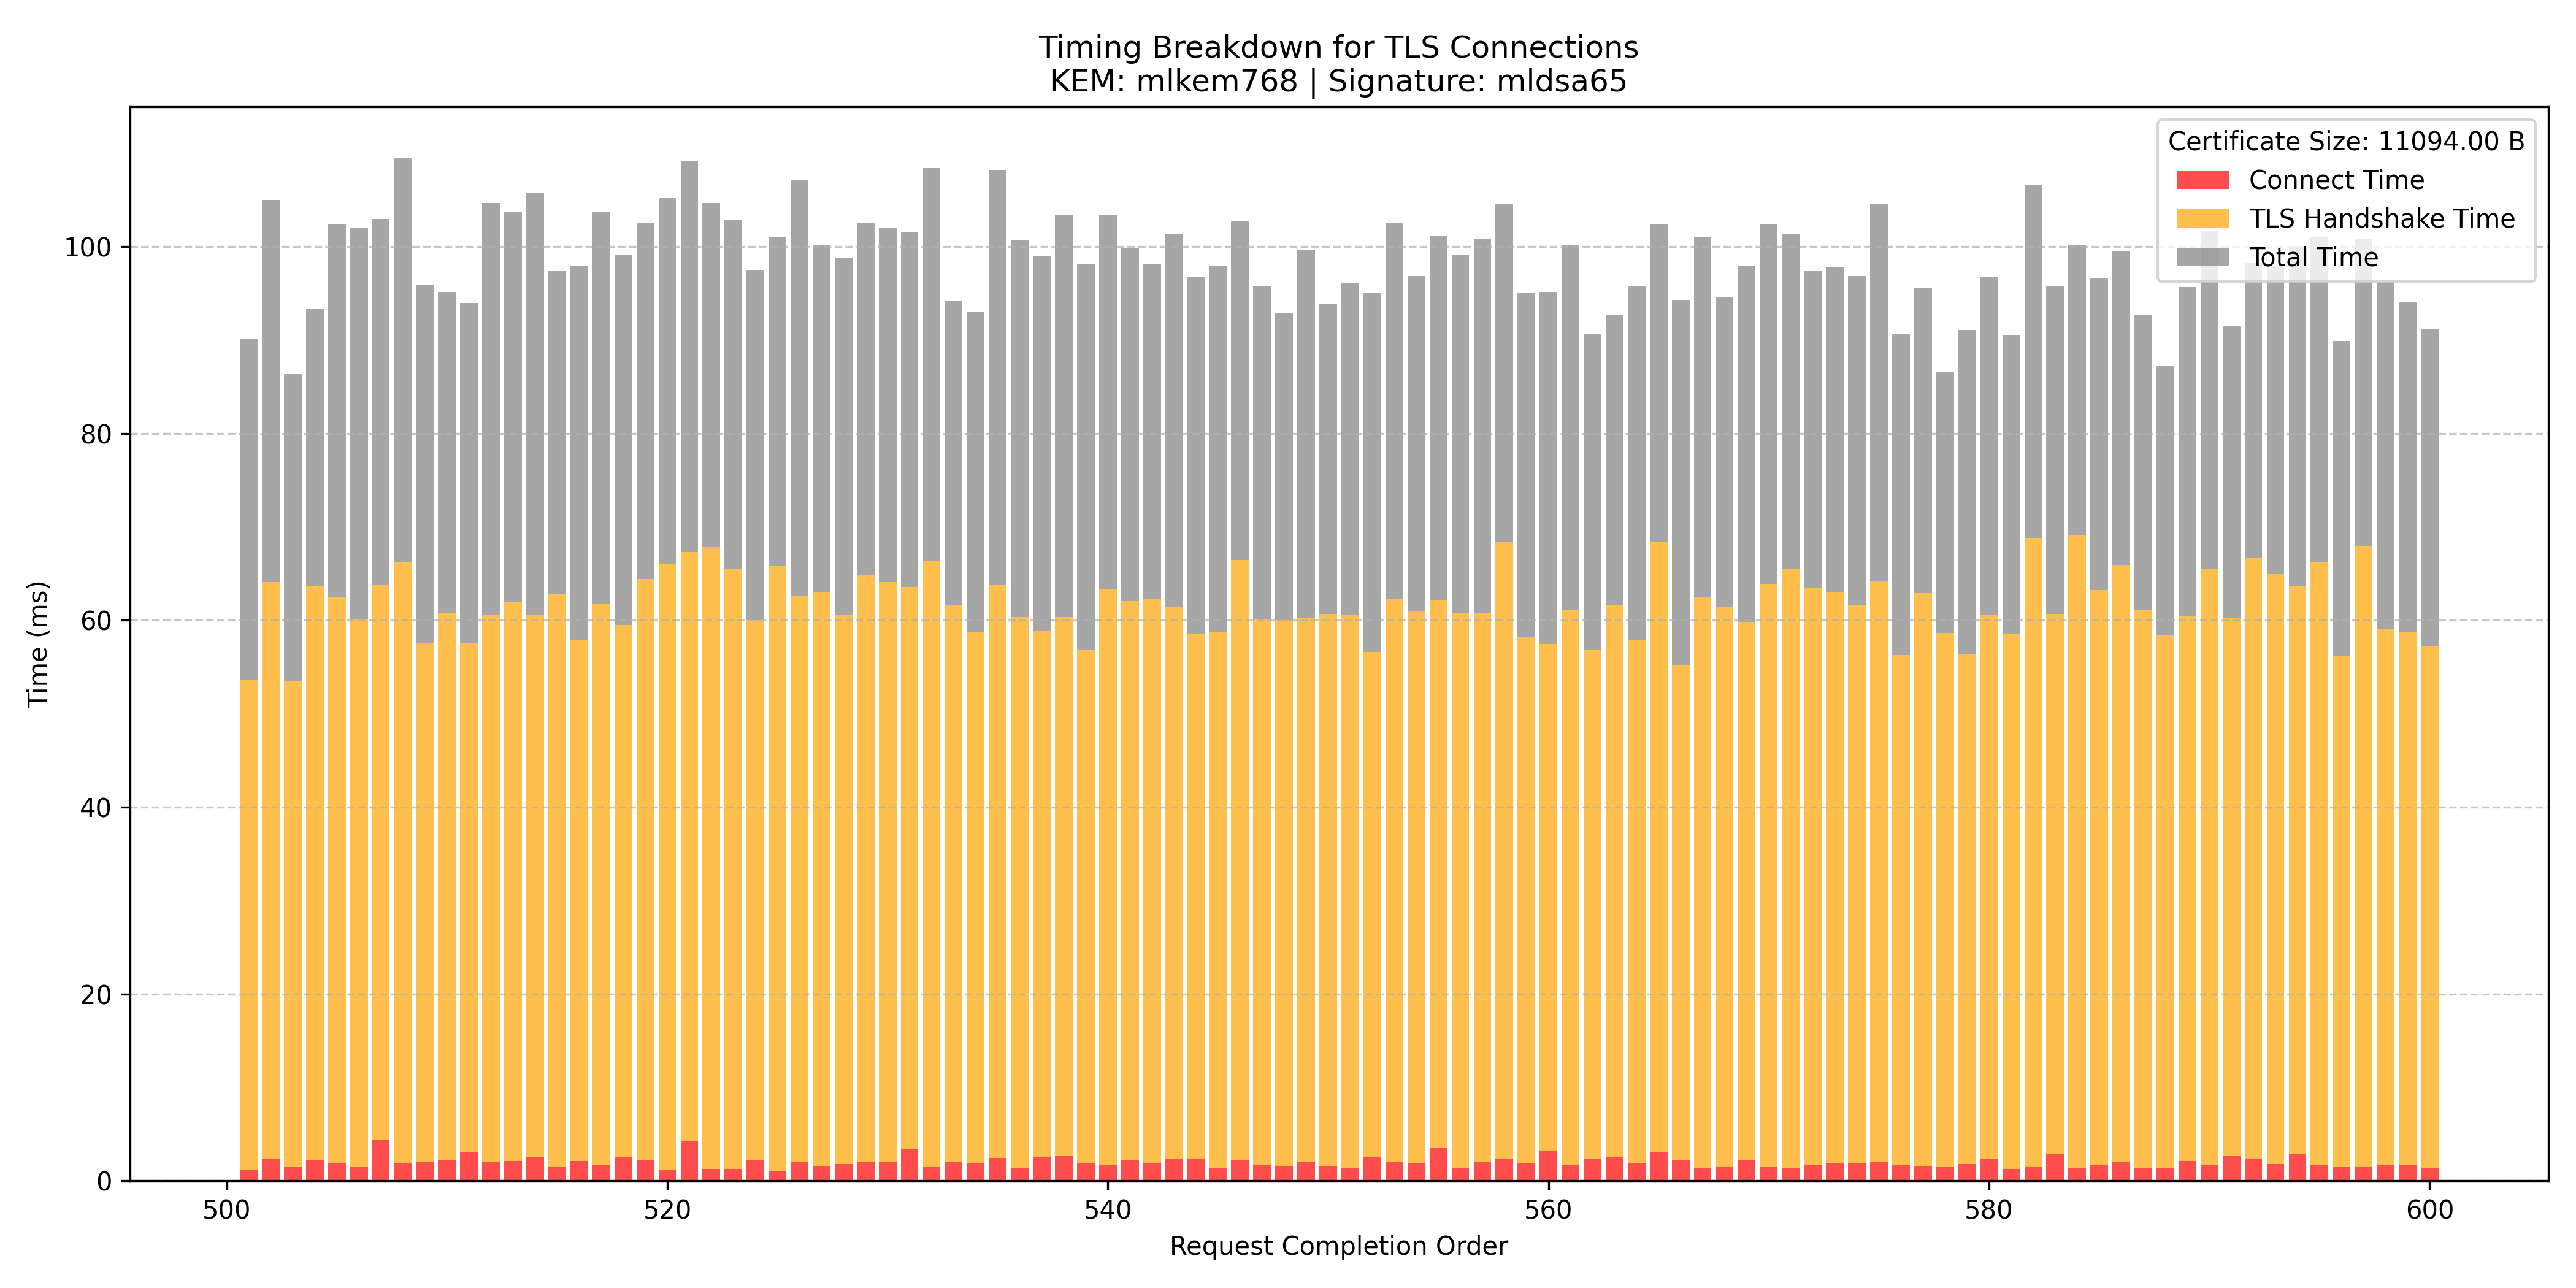 Timing Breakdown for TLS Connections
KEM: mlkem768 | Signature: mldsa65
Certificate Size: 11094.00 B
Connect Time
TLS Handshake Time
Total Time
Time (ms)
100
80
60
40
20
0
500 520 540 560 580 600
Request Completion Order